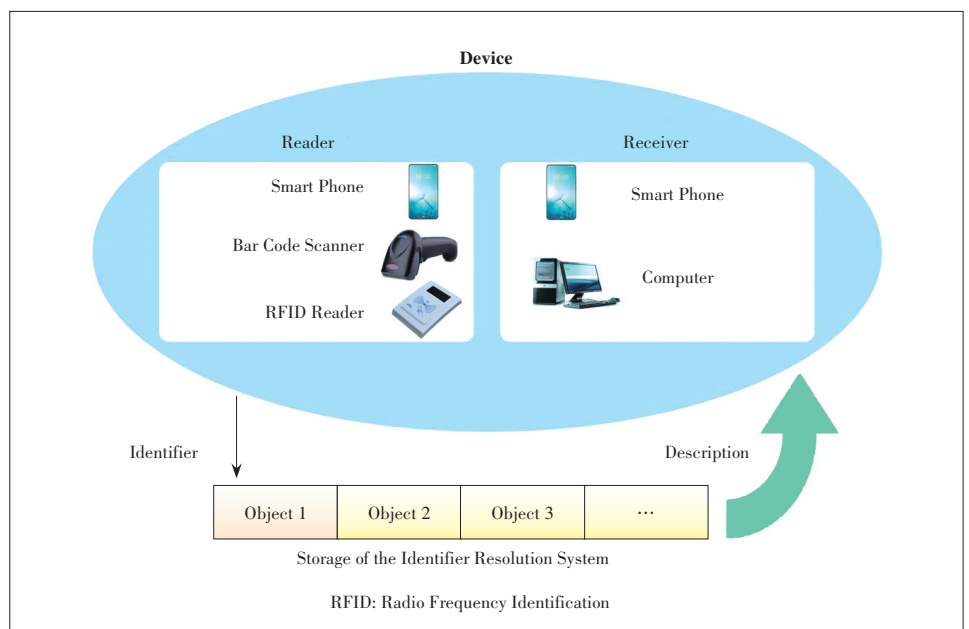 Device
Reader
Receiver
Smart Phone
Smart Phone
Bar Code Scanner
Computer
RFID Reader
Identifier
Description
Object 1
Object 2
Object 3
...
Storage of the Identifier Resolution System
RFID: Radio Frequency Identification